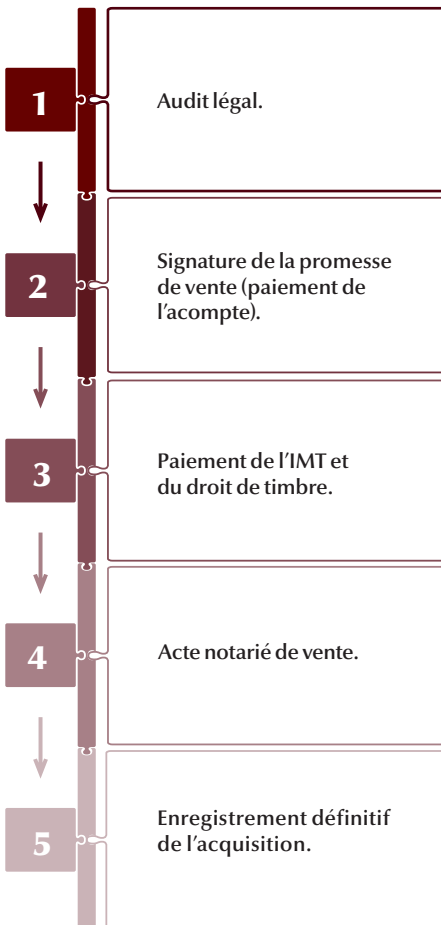 1
Audit légal.
2
Signature de la promesse
de vente (paiement de
l’acompte).
3
Paiement de l’IMT et
du droit de timbre.
4
Acte notarié de vente.
5
Enregistrement définitif
de l’acquisition.